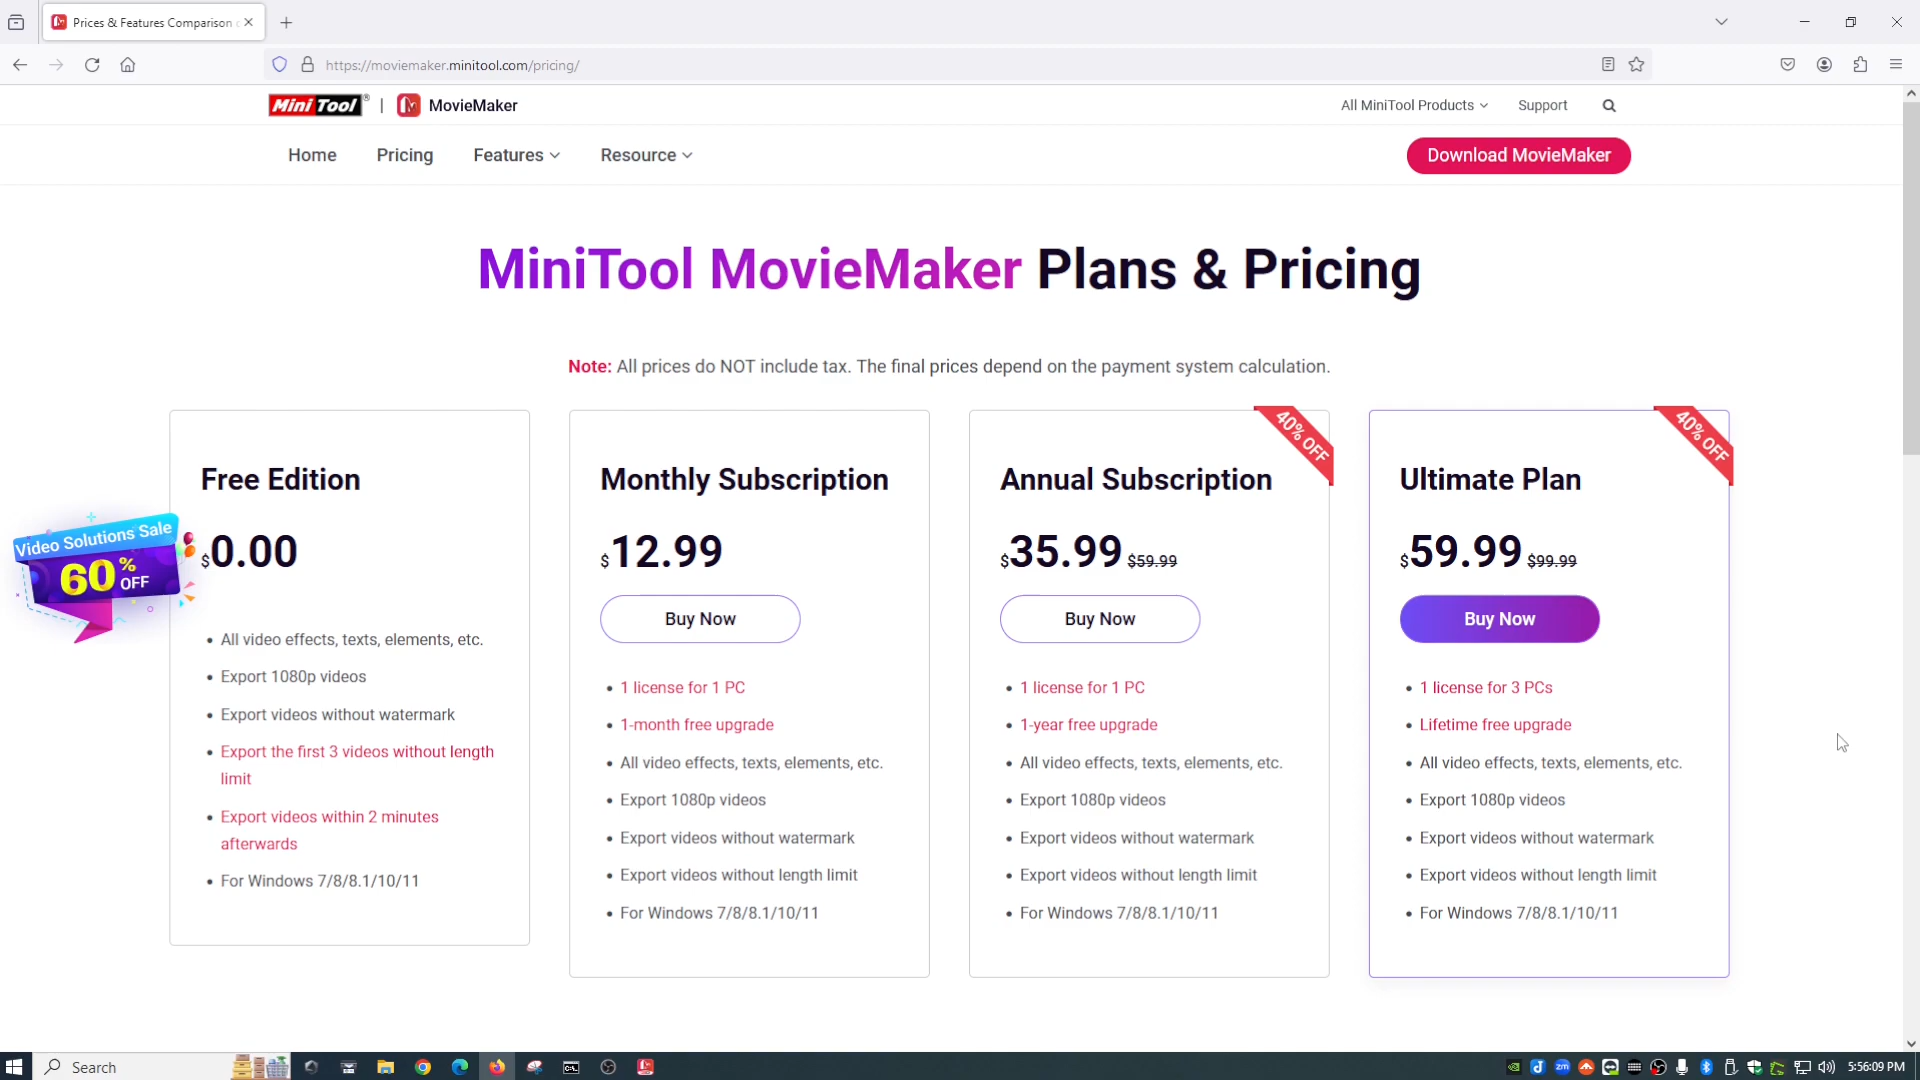 Prices & Features Comparison
https://moviemaker.minitool.com/pricing/
Mini Tool® | MovieMaker
All MiniTool Products
Support
Home
Pricing
Features
Resource
Download MovieMaker
MiniTool MovieMaker Plans & Pricing
Note: All prices do NOT include tax. The final prices depend on the payment system calculation.
Video Solutions Sale
60% OFF
Free Edition
$0.00
• All video effects, texts, elements, etc.
• Export 1080p videos
• Export videos without watermark
• Export the first 3 videos without length
limit
• Export videos within 2 minutes
afterwards
• For Windows 7/8/8.1/10/11
Monthly Subscription
$12.99
Buy Now
• 1 license for 1 PC
• 1-month free upgrade
• All video effects, texts, elements, etc.
• Export 1080p videos
• Export videos without watermark
• Export videos without length limit
• For Windows 7/8/8.1/10/11
40% OFF
Annual Subscription
$35.99 $59.99
Buy Now
• 1 license for 1 PC
• 1-year free upgrade
• All video effects, texts, elements, etc.
• Export 1080p videos
• Export videos without watermark
• Export videos without length limit
• For Windows 7/8/8.1/10/11
40% OFF
Ultimate Plan
$59.99 $99.99
Buy Now
• 1 license for 3 PCs
• Lifetime free upgrade
• All video effects, texts, elements, etc.
• Export 1080p videos
• Export videos without watermark
• Export videos without length limit
• For Windows 7/8/8.1/10/11
Search
zm
5:56:09 PM